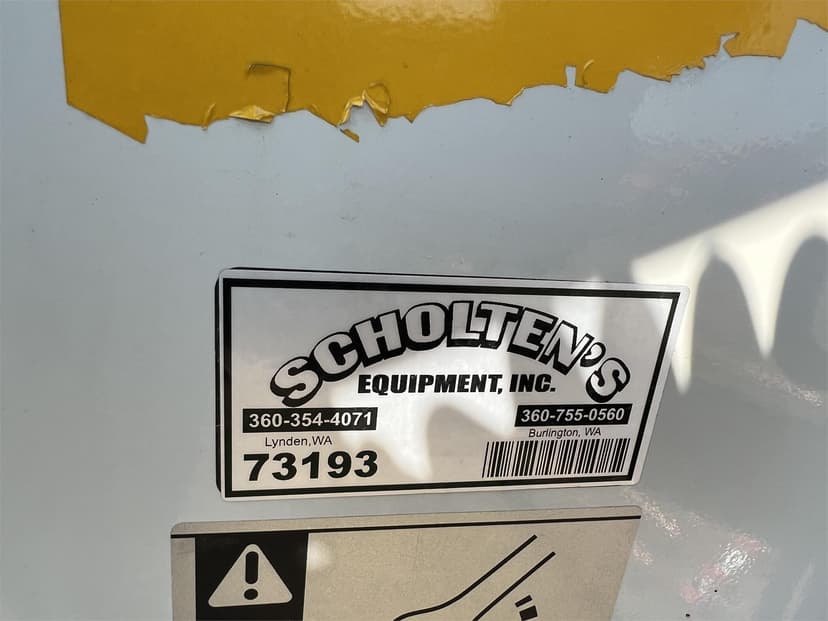 SCHOLTEN'S
EQUIPMENT, INC.
360-354-4071 360-755-0560
Lynden,WA Burlington, WA
73193